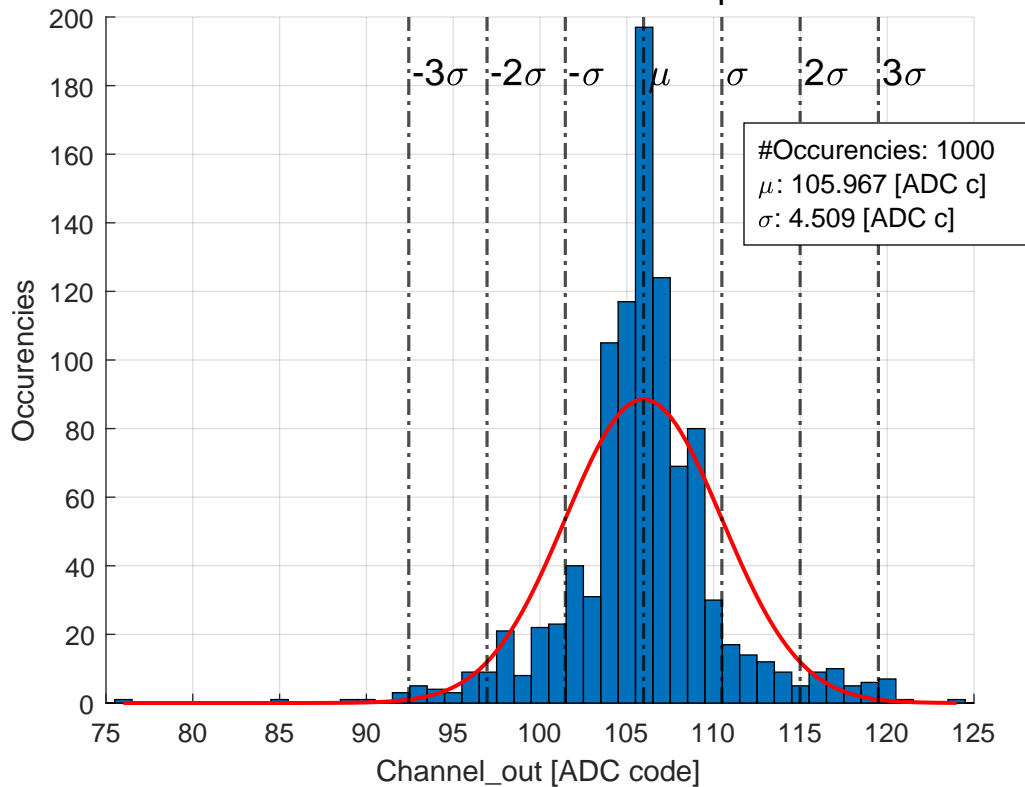 200
180
160
140
120
100
80
60
40
20
0
Occurencies
-3σ -2σ -σ μ σ 2σ 3σ
#Occurencies: 1000
μ: 105.967 [ADC c]
σ: 4.509 [ADC c]
75 80 85 90 95 100 105 110 115 120 125
Channel_out [ADC code]